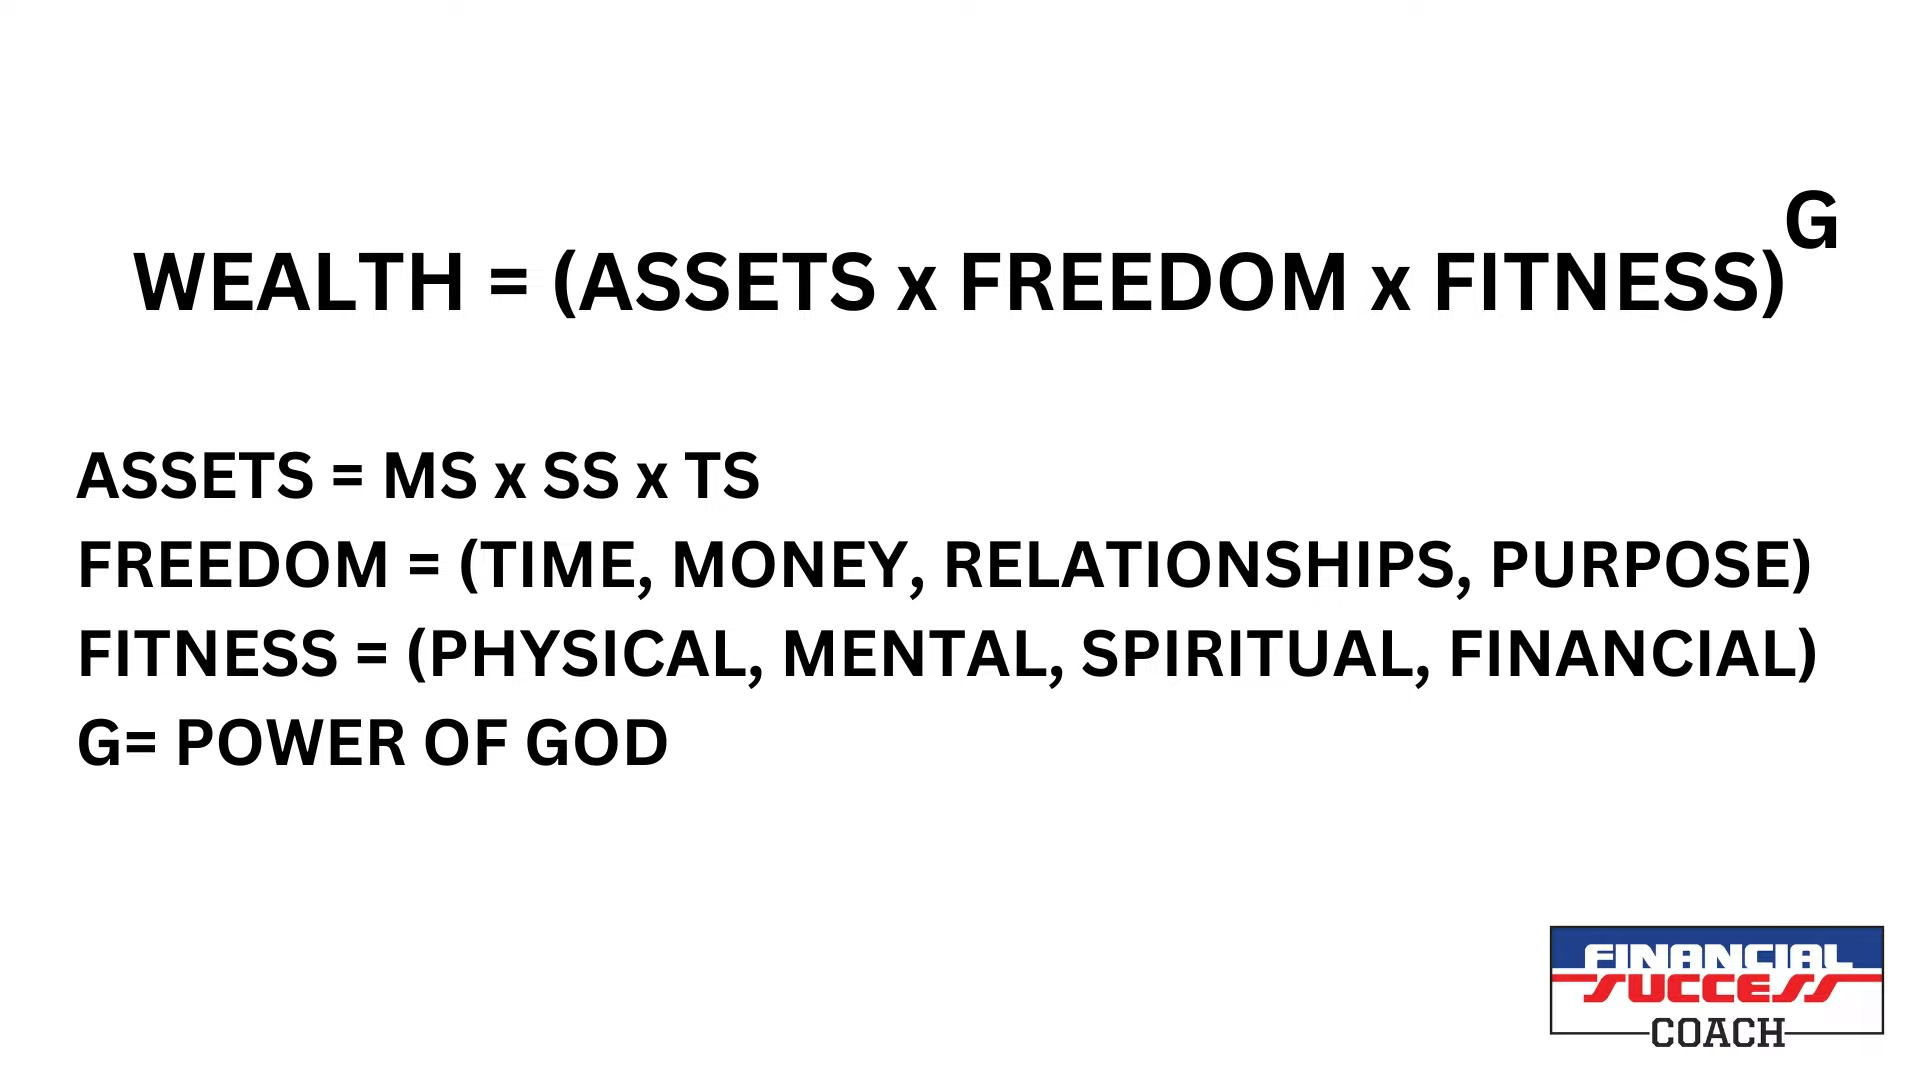 WEALTH = (ASSETS x FREEDOM x FITNESS)^G
ASSETS = MS x SS x TS
FREEDOM = (TIME, MONEY, RELATIONSHIPS, PURPOSE)
FITNESS = (PHYSICAL, MENTAL, SPIRITUAL, FINANCIAL)
G= POWER OF GOD
FINANCIAL
SUCCESS
COACH